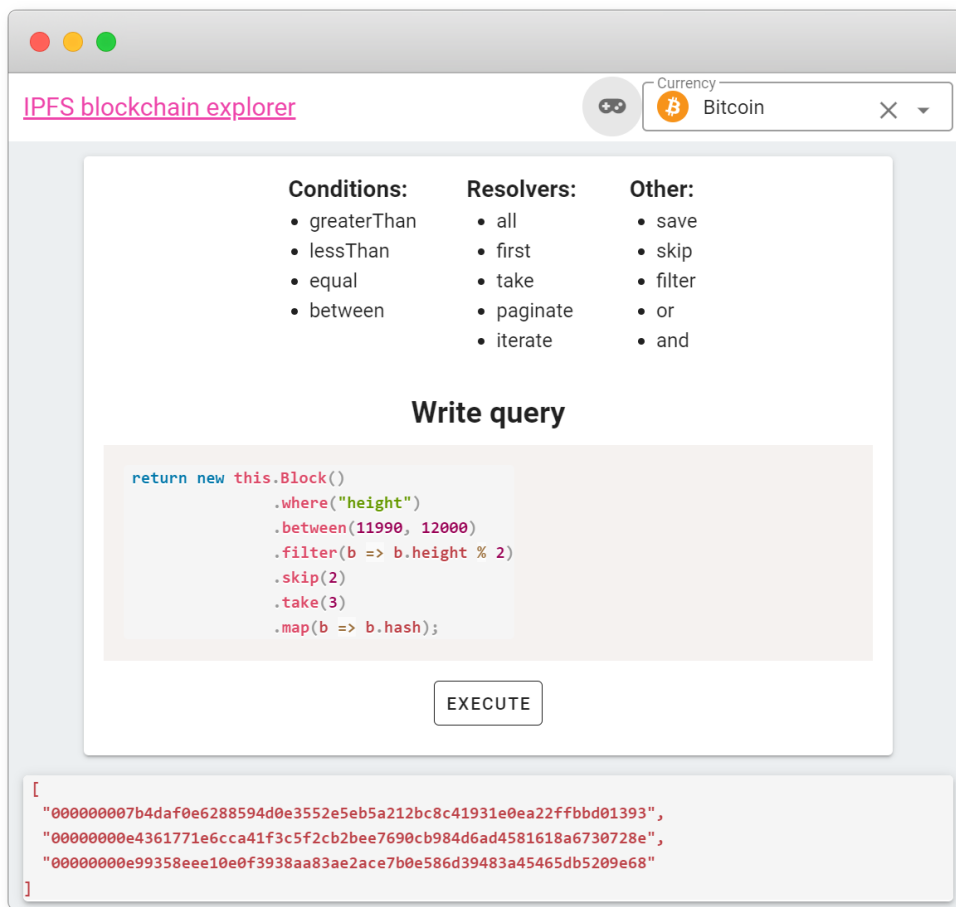 IPFS blockchain explorer
Currency
Bitcoin
Conditions:
greaterThan
lessThan
equal
between
Resolvers:
all
first
take
paginate
iterate
Other:
save
skip
filter
or
and
Write query
return new this.Block()
.where("height")
.between(11990, 12000)
.filter(b => b.height % 2)
.skip(2)
.take(3)
.map(b => b.hash);
EXECUTE
[
"000000007b4daf0e6288594d0e3552e5eb5a212bc8c41931e0ea22ffbbd01393",
"00000000e4361771e6cca41f3c5f2cb2bee7690cb984d6ad4581618a6730728e",
"00000000e99358eee10e0f3938aa83ae2ace7b0e586d39483a45465db5209e68"
]